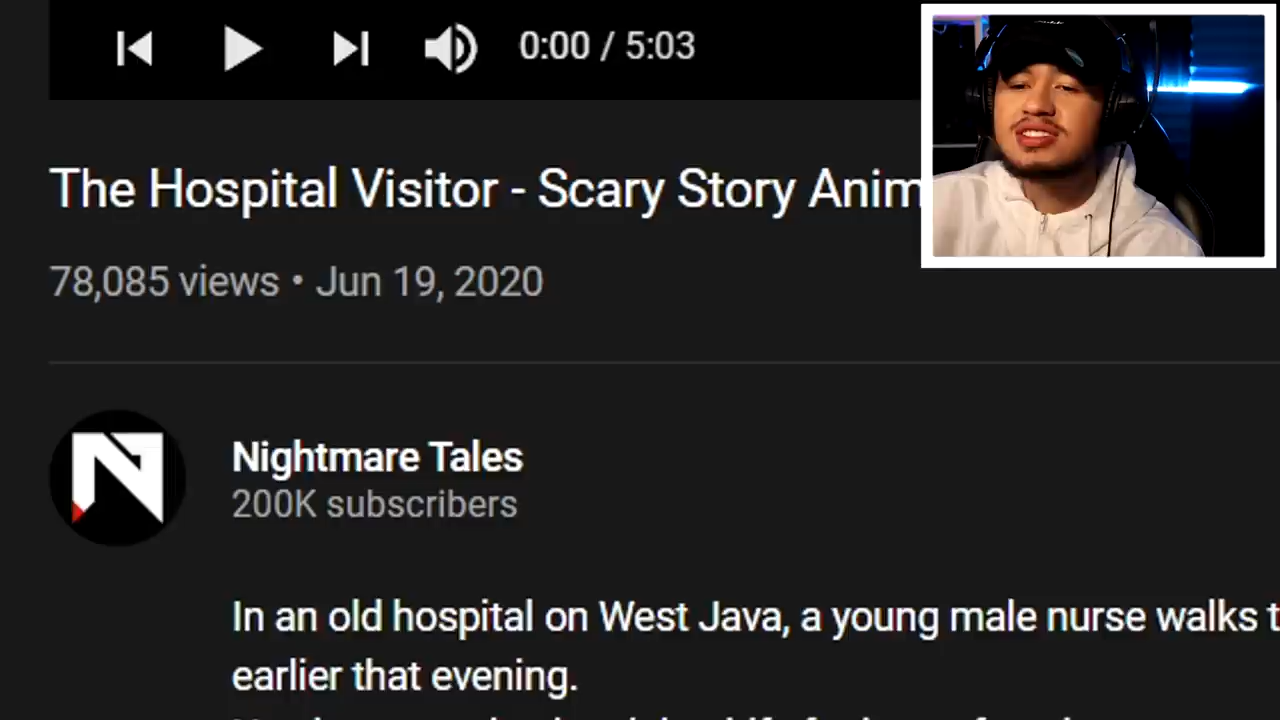 0:00 / 5:03
The Hospital Visitor - Scary Story Anim
78,085 views • Jun 19, 2020
Nightmare Tales
200K subscribers
In an old hospital on West Java, a young male nurse walks t
earlier that evening.